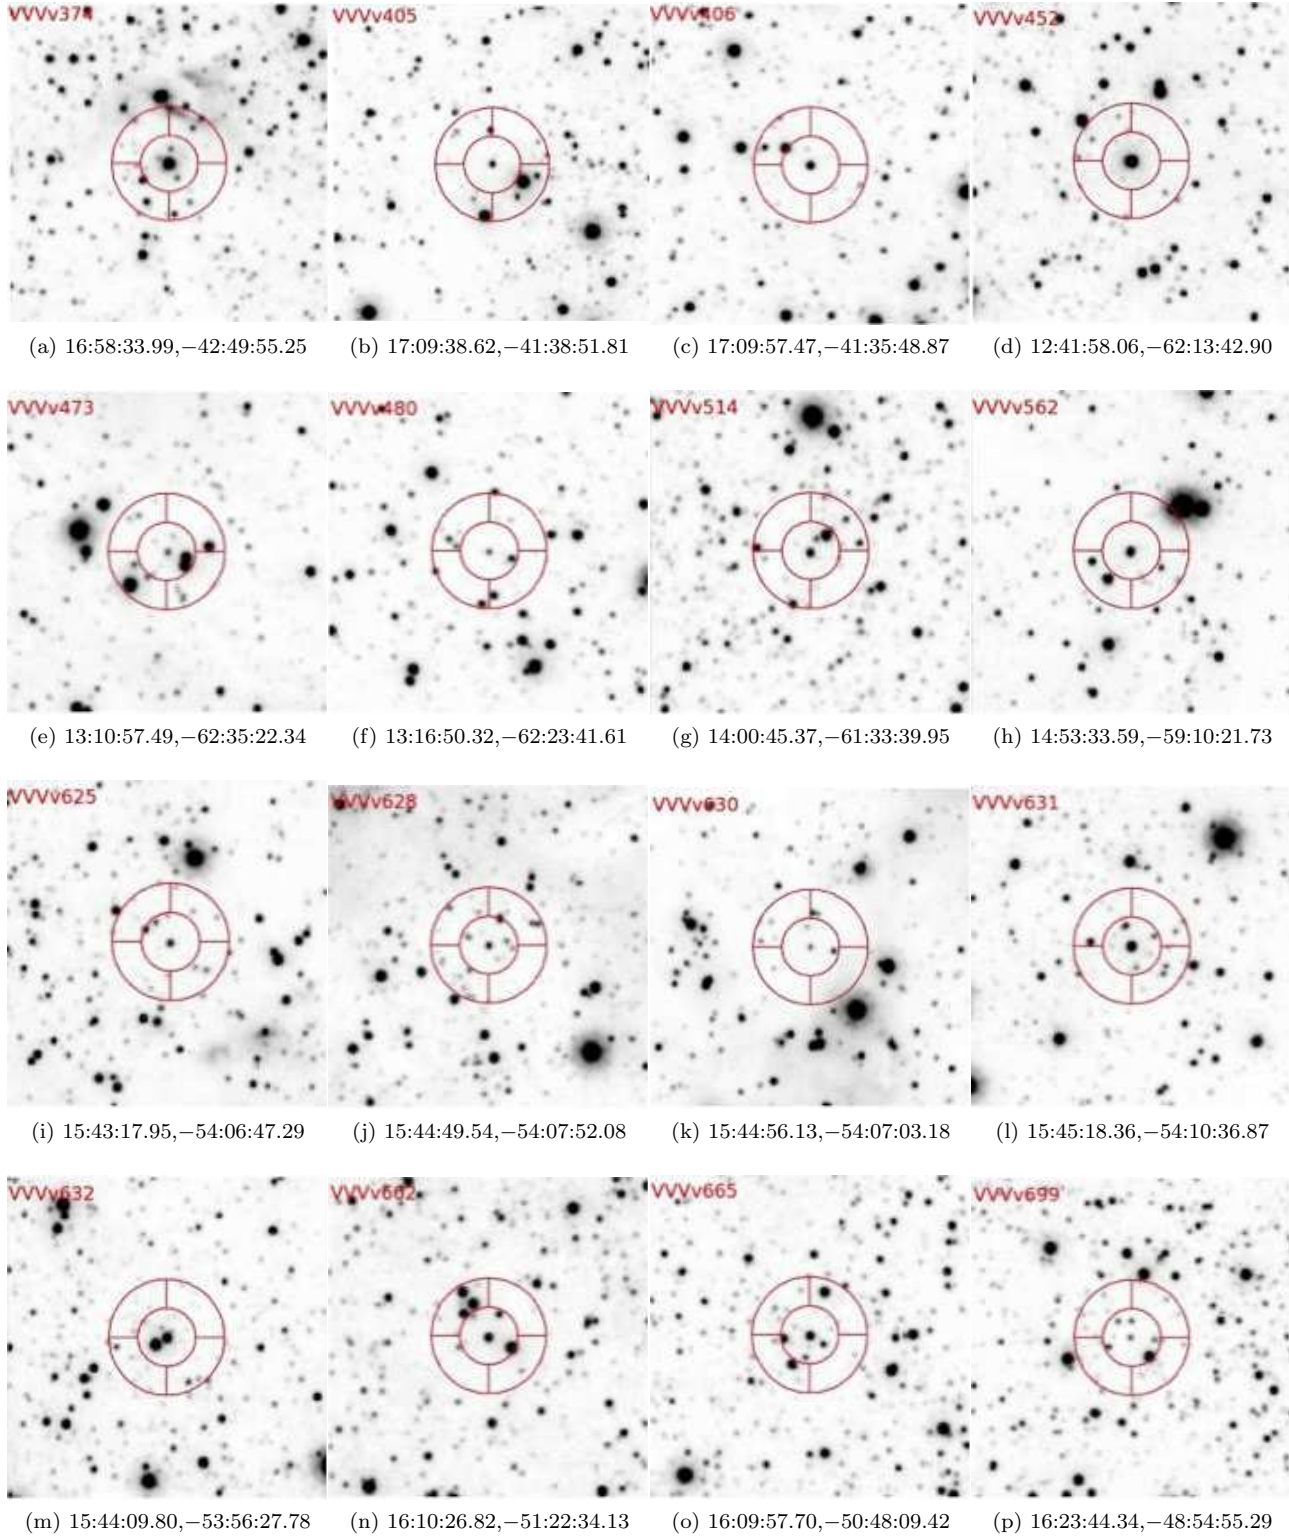 VVVv374 VVVv405 VVVv406 VVVv452
(a) 16:58:33.99,−42:49:55.25 (b) 17:09:38.62,−41:38:51.81 (c) 17:09:57.47,−41:35:48.87 (d) 12:41:58.06,−62:13:42.90
VVVv473 VVVv480 VVVv514 VVVv562
(e) 13:10:57.49,−62:35:22.34 (f) 13:16:50.32,−62:23:41.61 (g) 14:00:45.37,−61:33:39.95 (h) 14:53:33.59,−59:10:21.73
VVVv625 VVVv628 VVVv630 VVVv631
(i) 15:43:17.95,−54:06:47.29 (j) 15:44:49.54,−54:07:52.08 (k) 15:44:56.13,−54:07:03.18 (l) 15:45:18.36,−54:10:36.87
VVVv632 VVVv662 VVVv665 VVVv699
(m) 15:44:09.80,−53:56:27.78 (n) 16:10:26.82,−51:22:34.13 (o) 16:09:57.70,−50:48:09.42 (p) 16:23:44.34,−48:54:55.29